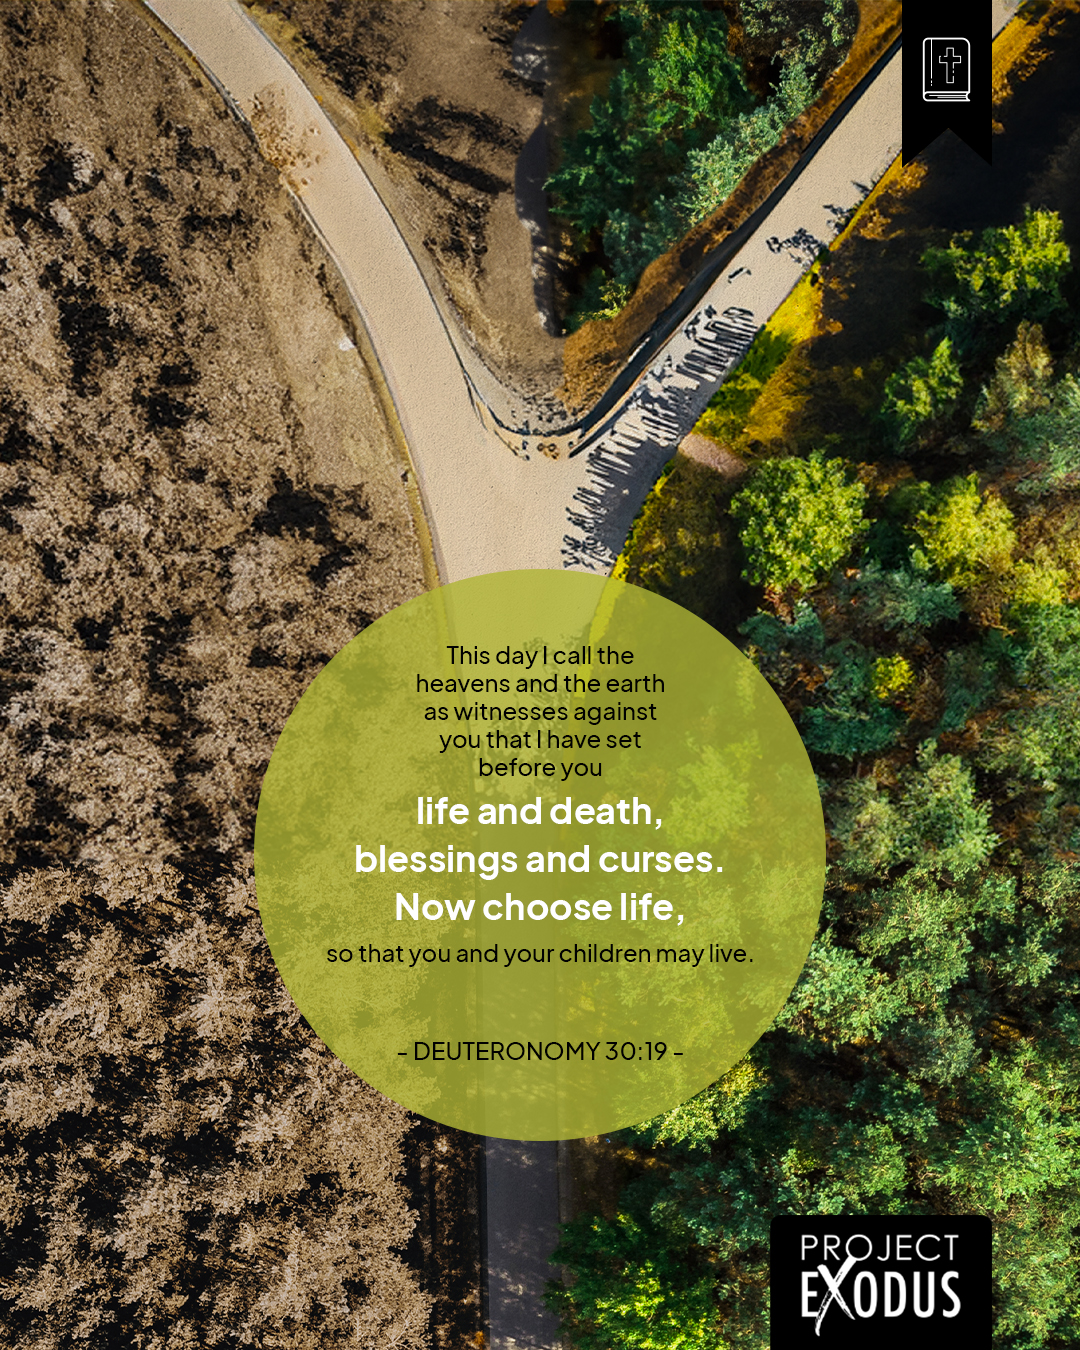 This day I call the
heavens and the earth
as witnesses against
you that I have set
before you
life and death,
blessings and curses.
Now choose life,
so that you and your children may live.
- DEUTERONOMY 30:19 -
PROJECT
EXODUS